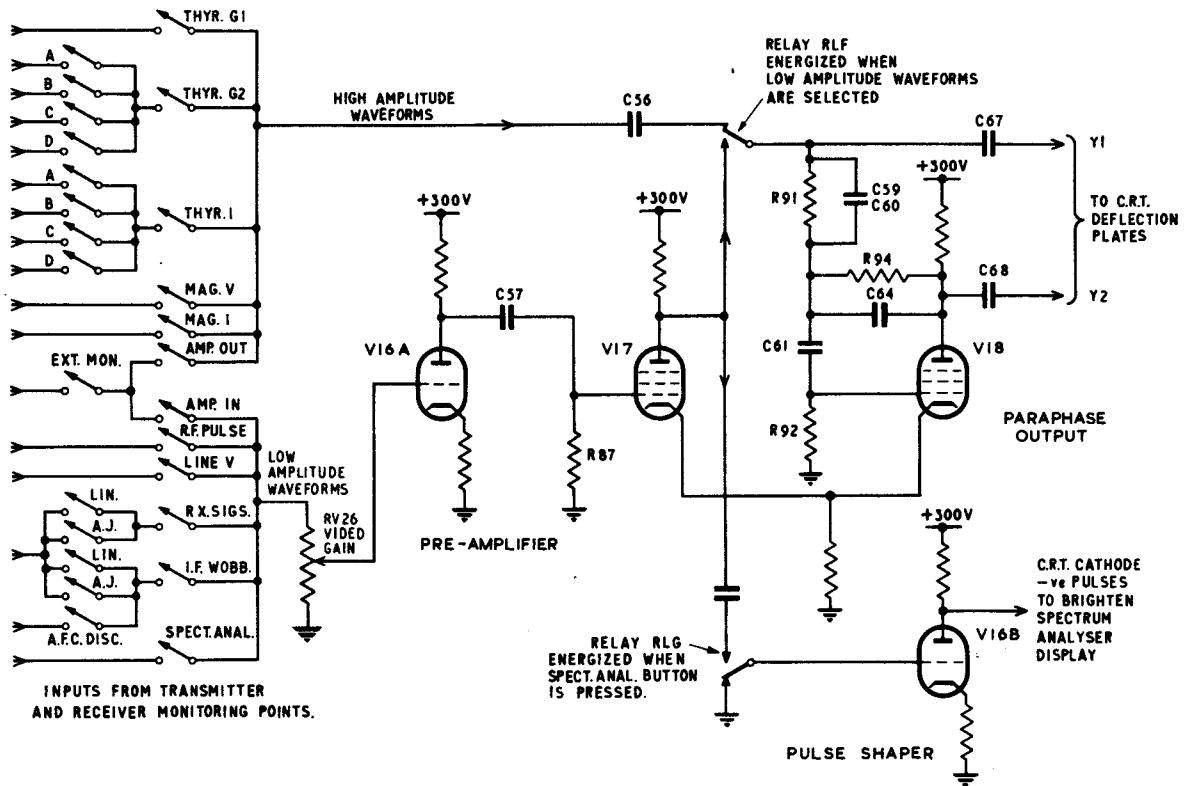 THYR. G1
A
B
THYR. G2
C
D
A
B
THYR. I
C
D
MAG. V
MAG. I
AMP. OUT
EXT. MON.
AMP. IN
R.F. PULSE
LINE V
LIN.
RX. SIGS.
A.J.
LIN.
I.F. WOBB.
A.J.
A.F.C. DISC.
SPECT. ANAL.
INPUTS FROM TRANSMITTER
AND RECEIVER MONITORING POINTS.
HIGH AMPLITUDE
WAVEFORMS
LOW
AMPLITUDE
WAVEFORMS
RV26
VIDEO
GAIN
+300V
V16A
C57
R87
PRE-AMPLIFIER
C56
+300V
V17
RELAY RLF
ENERGIZED WHEN
LOW AMPLITUDE WAVEFORMS
ARE SELECTED
R91
C59
C60
R94
C64
C61
R92
+300V
V18
C67
Y1
C68
Y2
TO C.R.T.
DEFLECTION
PLATES
PARAPHASE
OUTPUT
RELAY RLG
ENERGIZED WHEN
SPECT. ANAL. BUTTON
IS PRESSED.
+300V
V16B
C.R.T. CATHODE
-ve PULSES
TO BRIGHTEN
SPECTRUM
ANALYSER
DISPLAY
PULSE SHAPER